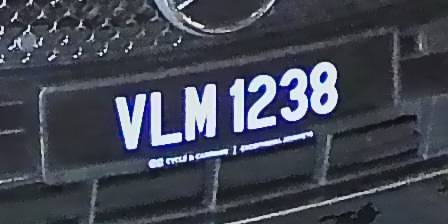 VLM 1238
CYCLE & CARRIAGE |